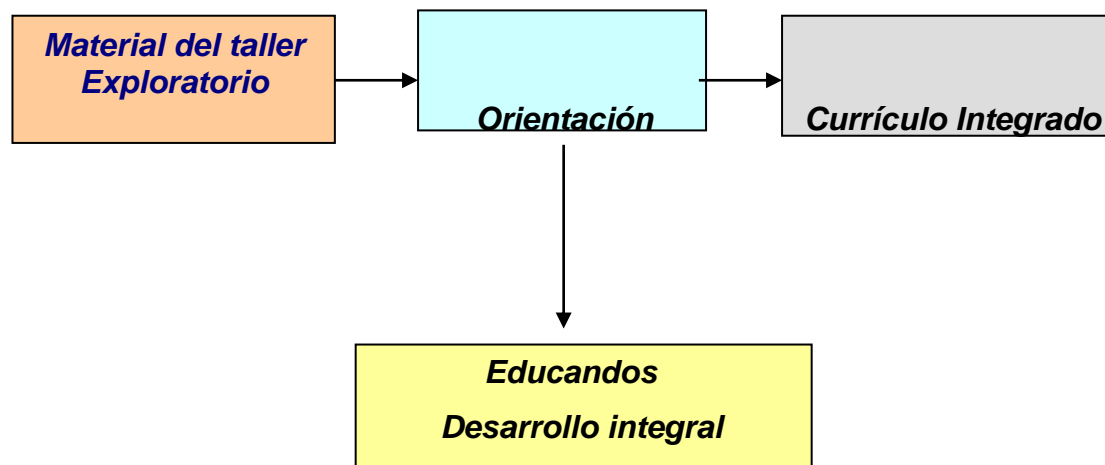 Material del taller
Exploratorio
Orientación
Currículo Integrado
Educandos
Desarrollo integral